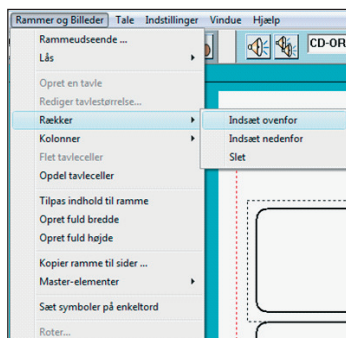 Rammer og Billeder Tale Indstillinger Vindue Hjælp
Rammeudseende ...
CD-OR
Lås
Opret en tavle
Rediger tavlestørrelse...
Rækker
Indsæt ovenfor
Kolonner
Indsæt nedenfor
Flet tavleceller
Slet
Opdel tavleceller
Tilpas indhold til ramme
Opret fuld bredde
Opret fuld højde
Kopier ramme til sider ...
Master-elementer
Sæt symboler på enkeltord
Roter...